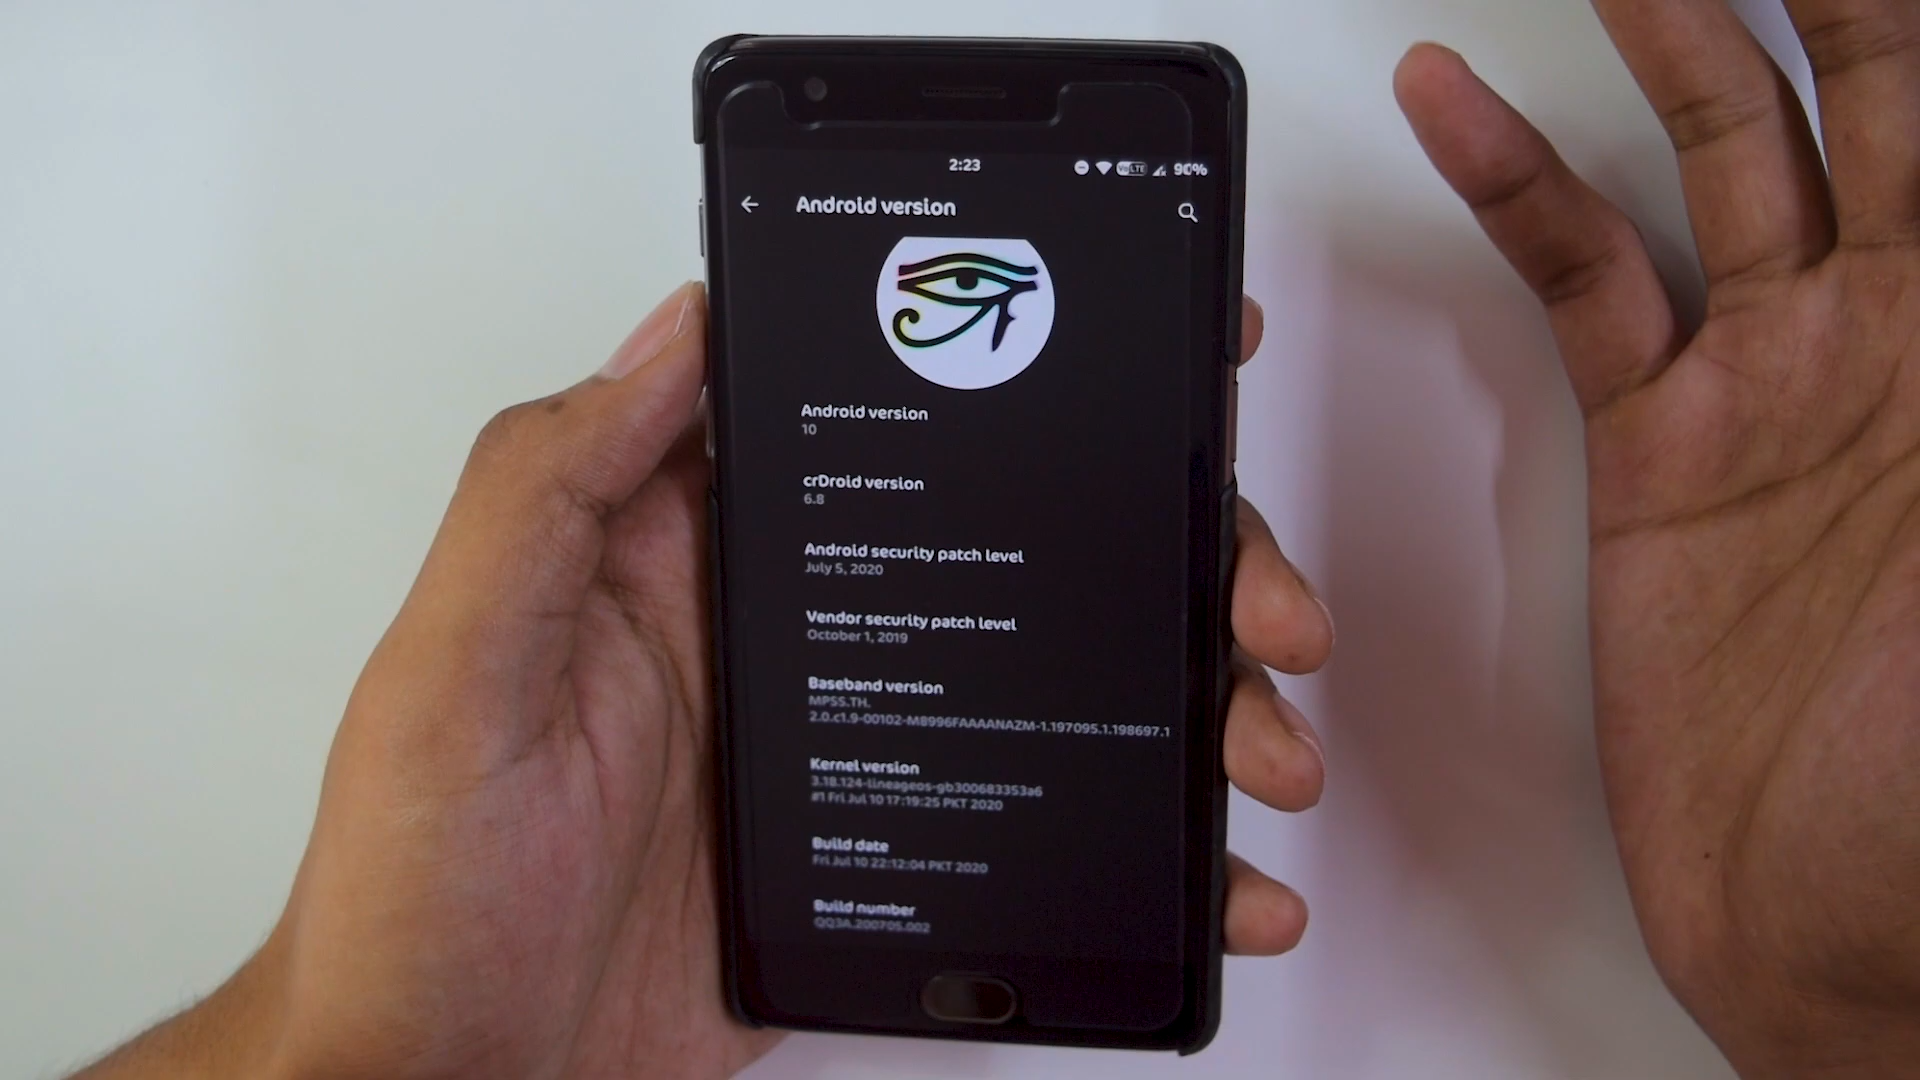 2:23
VoLTE
90%
Android version
Android version
10
crDroid version
6.8
Android security patch level
July 5, 2020
Vendor security patch level
October 1, 2019
Baseband version
MPSS.TH.
2.0.c1.9-00102-M8996FAAAANAZM-1.197095.1.198697.1
Kernel version
3.18.124-lineageos-gb300683353a6
#1 Fri Jul 10 17:19:25 PKT 2020
Build date
Fri Jul 10 22:12:04 PKT 2020
Build number
QQ3A.200705.002